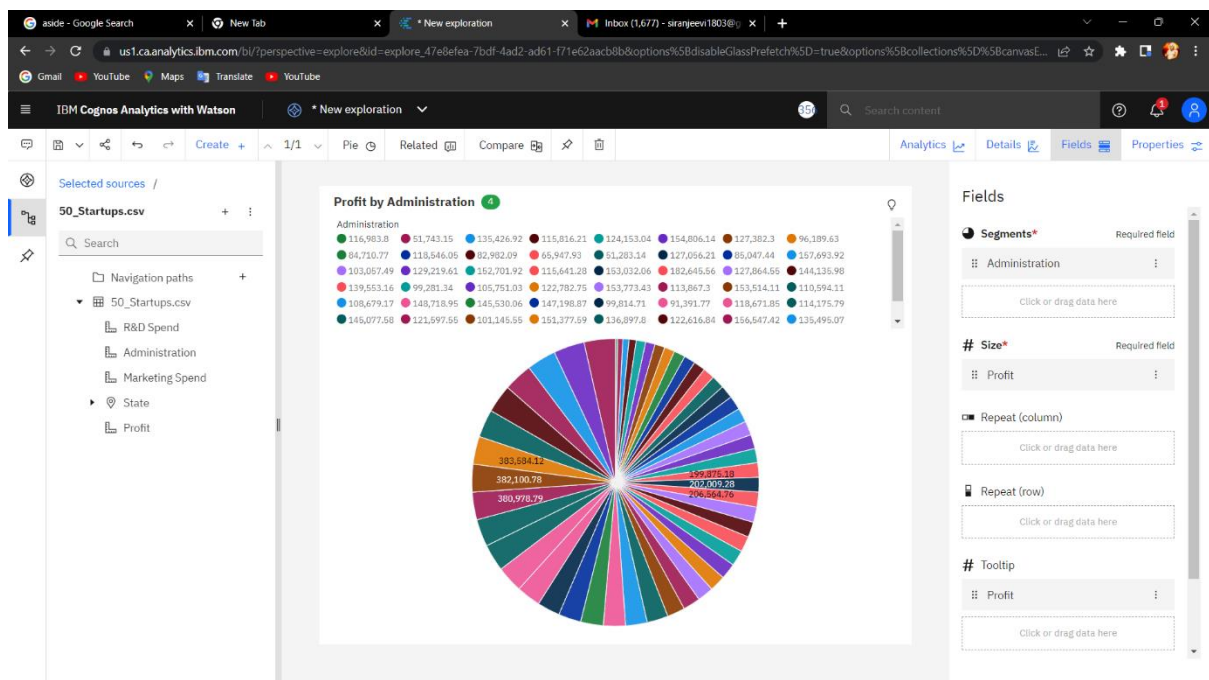 aside - Google Search
New Tab
* New exploration
Inbox (1,677) - siranjeevi1803@
us1.ca.analytics.ibm.com/bi/?perspective=explore&id=explore_47e8efea-7bdf-4ad2-ad61-f71e62aacb8b&options%5BdisableGlassPrefetch%5D=true&options%5Bcollections%5D%5BcanvasE...
Gmail YouTube Maps Translate YouTube
IBM Cognos Analytics with Watson
* New exploration
Search content
1
Create + 1/1 Pie Related Compare Analytics Details Fields Properties
Selected sources /
50_Startups.csv
Search
Navigation paths
50_Startups.csv
R&D Spend
Administration
Marketing Spend
State
Profit
Profit by Administration 4
Administration
116,983.8 51,743.15 135,426.92 115,816.21 124,153.04 154,806.14 127,382.3 96,189.63
84,710.77 118,546.05 82,982.09 65,947.93 51,283.14 127,056.21 85,047.44 157,693.92
103,057.49 129,219.61 152,701.92 115,641.28 153,032.06 182,645.56 127,864.55 144,135.98
139,553.16 99,281.34 105,751.03 122,782.75 153,773.43 113,867.3 153,514.11 110,594.11
108,679.17 148,718.95 145,530.06 147,198.87 99,814.71 91,391.77 118,671.85 114,175.79
145,077.58 121,597.55 101,145.55 151,377.59 136,897.8 122,616.84 156,547.42 135,495.07
383,584.12
382,100.78
380,978.79
199,875.18
202,009.28
206,564.76
Fields
Segments* Required field
Administration
Click or drag data here
# Size* Required field
Profit
Repeat (column)
Click or drag data here
Repeat (row)
Click or drag data here
# Tooltip
Profit
Click or drag data here